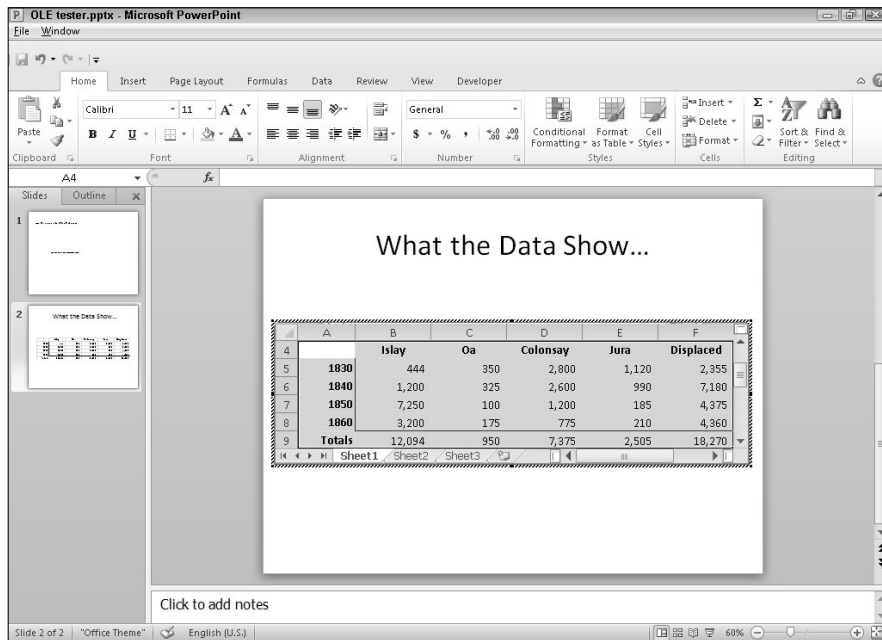 OLE tester.pptx - Microsoft PowerPoint
File Window
Home Insert Page Layout Formulas Data Review View Developer
Paste
Calibri 11
B I U
General
$ % , .00
Conditional Formatting
Format as Table
Cell Styles
Insert
Delete
Format
Σ
Sort & Filter
Find & Select
Clipboard Font Alignment Number Styles Cells Editing
A4 fx
Slides Outline
1
2
What the Data Show...
What the Data Show...
A B C D E F
4 Islay Oa Colonsay Jura Displaced
5 1830 444 350 2,800 1,120 2,355
6 1840 1,200 325 2,600 990 7,180
7 1850 7,250 100 1,200 185 4,375
8 1860 3,200 175 775 210 4,360
9 Totals 12,094 950 7,375 2,505 18,270
Sheet1 Sheet2 Sheet3
Click to add notes
Slide 2 of 2 "Office Theme" English (U.S.) 60%